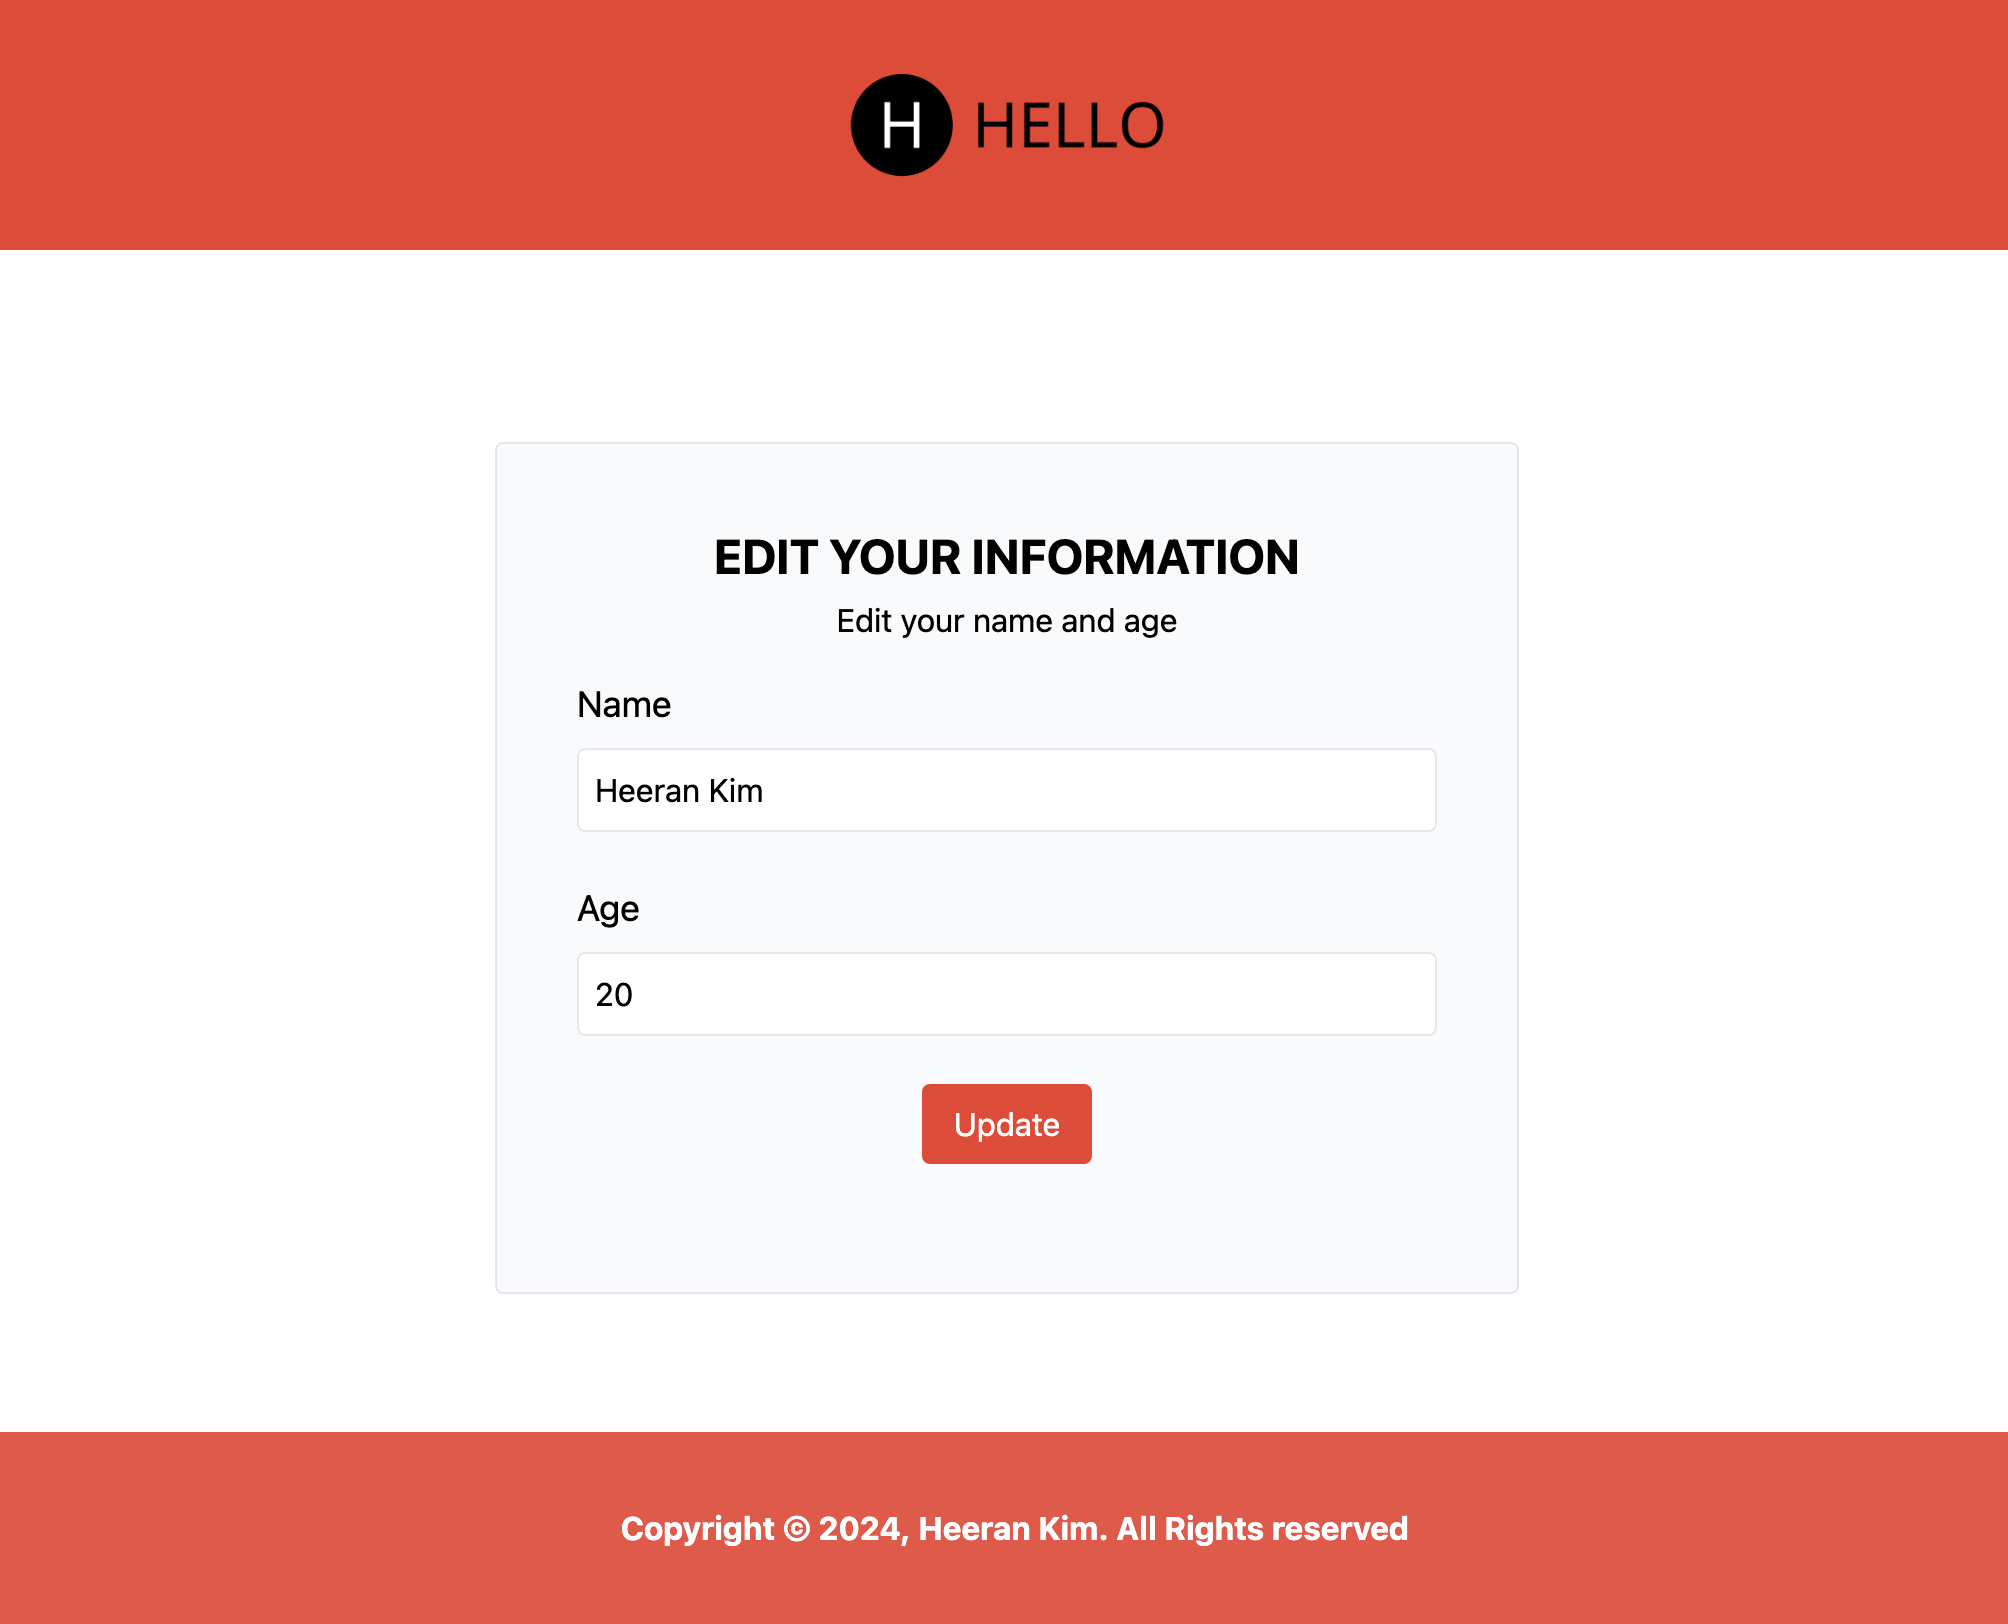 H HELLO
EDIT YOUR INFORMATION
Edit your name and age
Name
Heeran Kim
Age
20
Update
Copyright © 2024, Heeran Kim. All Rights reserved